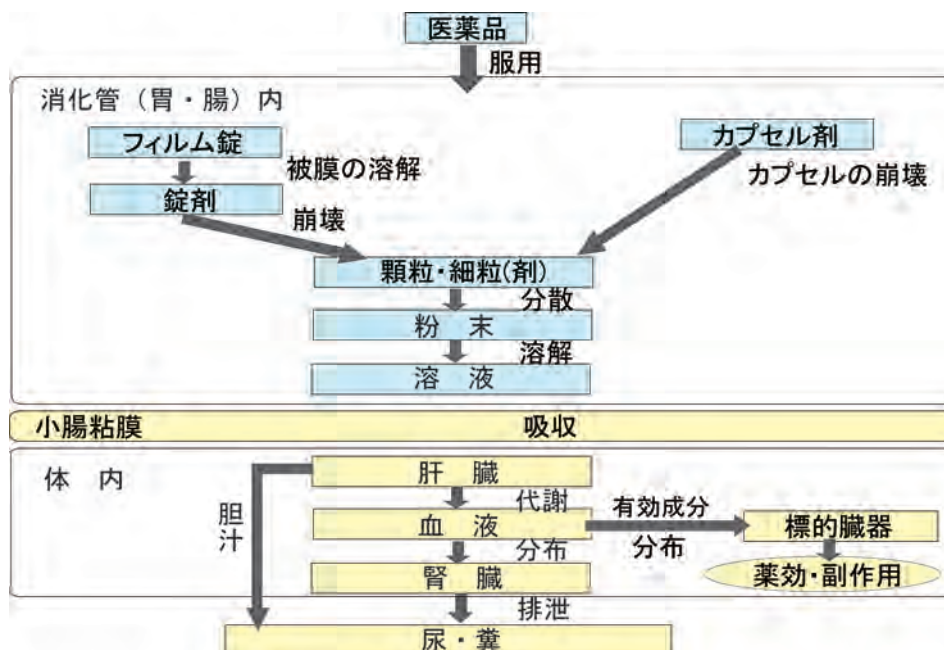 医薬品
服用
消化管（胃・腸）内
フィルム錠
カプセル剤
被膜の溶解
カプセルの崩壊
錠剤
崩壊
顆粒・細粒(剤)
分散
粉　末
溶解
溶　液
小腸粘膜
吸収
体　内
肝　臓
胆汁
代謝
有効成分
血　液
標的臓器
分布
分布
腎　臓
薬効・副作用
排泄
尿・糞